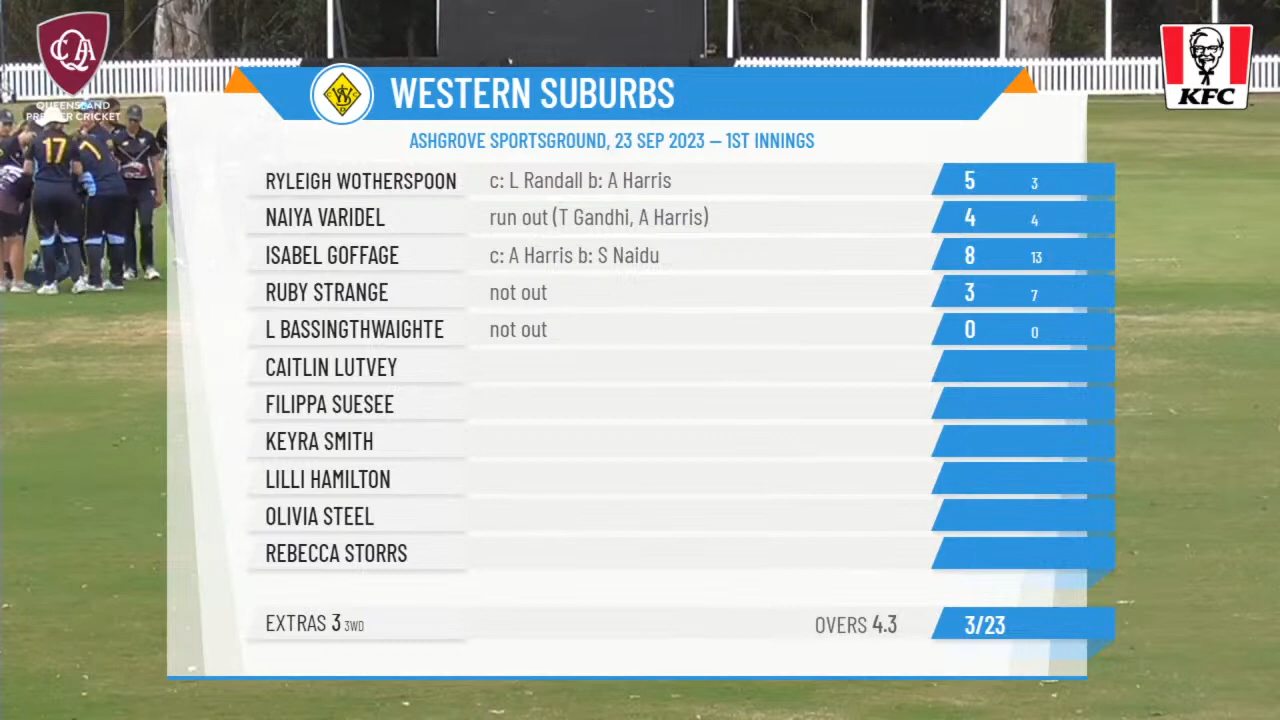 CQA
QUEENSLAND
PREMIER CRICKET
KFC
17
7
WESTERN SUBURBS
ASHGROVE SPORTSGROUND, 23 SEP 2023 – 1ST INNINGS
RYLEIGH WOTHERSPOON c: L Randall b: A Harris 5 3
NAIYA VARIDEL run out (T Gandhi, A Harris) 4 4
ISABEL GOFFAGE c: A Harris b: S Naidu 8 13
RUBY STRANGE not out 3 7
L BASSINGTHWAIGHTE not out 0 0
CAITLIN LUTVEY
FILIPPA SUESEE
KEYRA SMITH
LILLI HAMILTON
OLIVIA STEEL
REBECCA STORRS
EXTRAS 3 3WD OVERS 4.3 3/23